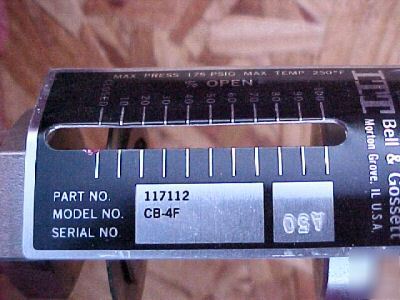 MAX. PRESS 175 PSIG. MAX. TEMP. 250°F
% OPEN
10 20 30 40 50 60 70 80 90 100
ITT
Bell & Gossett
Morton Grove, IL U.S.A.
PART NO. 117112
MODEL NO. CB-4F
SERIAL NO. A50